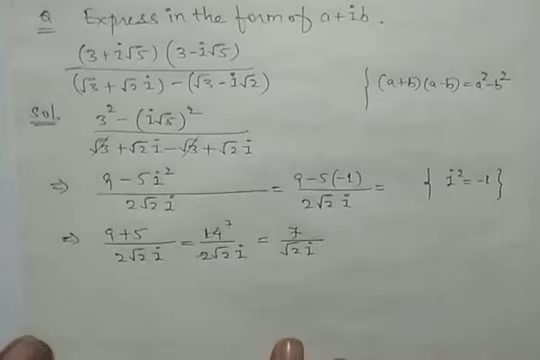 Q Express in the form of a+ib.
(3+i√5) (3-i√5) / (√3+√2 i) - (√3-i√2) { (a+b)(a-b) = a²-b²
Sol. 3² - (i√5)² / √3+√2 i - √3+√2 i
⇒ 9-5i² / 2√2 i = 9-5(-1) / 2√2 i = { i² = -1 }
⇒ 9+5 / 2√2 i = 14 7 / 2√2 i = 7 / √2 i